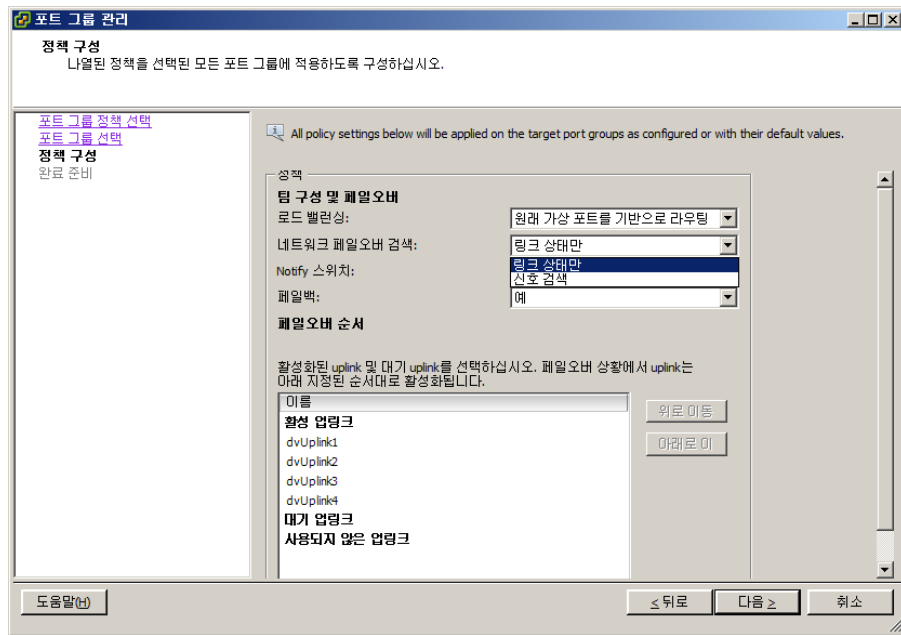 포트 그룹 관리
정책 구성
나열된 정책을 선택된 모든 포트 그룹에 적용하도록 구성하십시오.
포트 그룹 정책 선택
포트 그룹 선택
정책 구성
완료 준비
All policy settings below will be applied on the target port groups as configured or with their default values.
정책
팀 구성 및 페일오버
로드 밸런싱: 원래 가상 포트를 기반으로 라우팅
네트워크 페일오버 검색: 링크 상태만
링크 상태만
Notify 스위치: 신호 검색
페일백: 예
페일오버 순서
활성화된 uplink 및 대기 uplink를 선택하십시오. 페일오버 상황에서 uplink는
아래 지정된 순서대로 활성화됩니다.
이름
위로 이동
활성 업링크
dvUplink1
아래로 이
dvUplink2
dvUplink3
dvUplink4
대기 업링크
사용되지 않은 업링크
도움말(H) ≤뒤로 다음≥ 취소